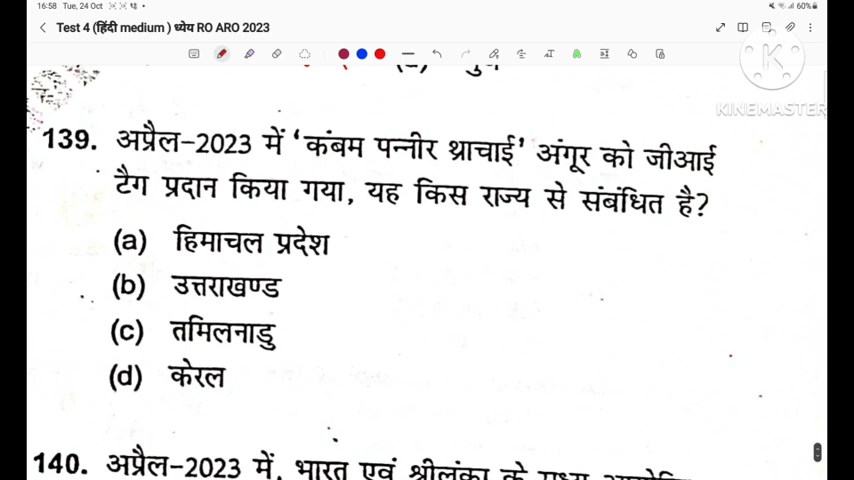 16:58 Tue, 24 Oct
60%
Test 4 (हिंदी medium ) ध्येय RO ARO 2023
KINEMASTER
139. अप्रैल-2023 में 'कंबम पन्नीर थ्राचाई' अंगूर को जीआई
टैग प्रदान किया गया, यह किस राज्य से संबंधित है?
(a) हिमाचल प्रदेश
(b) उत्तराखण्ड
(c) तमिलनाडु
(d) केरल
140. अप्रैल-2023 में, भारत एवं श्रीलंका के मध्य